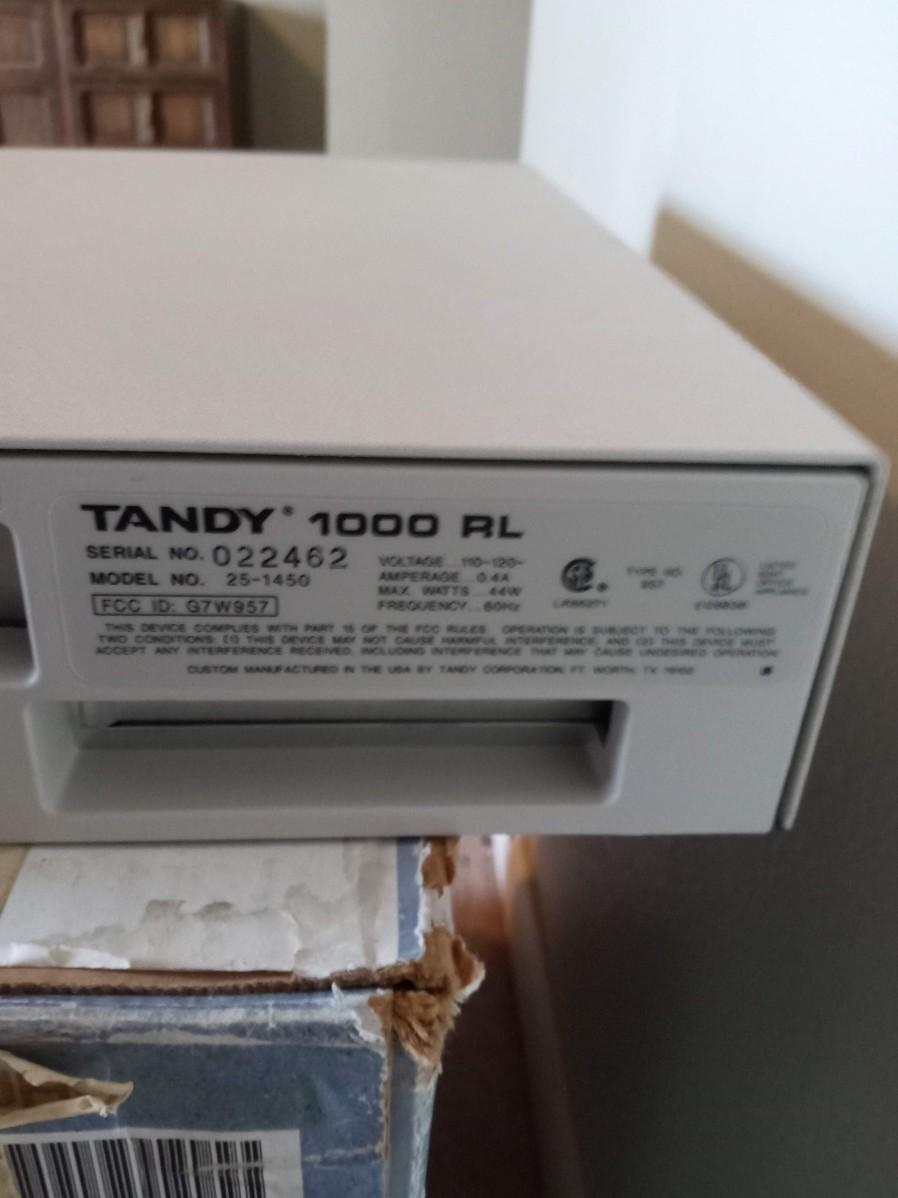 TANDY® 1000 RL
SERIAL NO. 022462
MODEL NO. 25-1450
FCC ID: G7W957
VOLTAGE...110-120~
AMPERAGE...0.4A
MAX. WATTS...44W
FREQUENCY...60Hz
TYPE NO.
957
LISTED
THIS DEVICE COMPLIES WITH PART 15 OF THE FCC RULES. OPERATION IS SUBJECT TO THE FOLLOWING
TWO CONDITIONS: (1) THIS DEVICE MAY NOT CAUSE HARMFUL INTERFERENCE, AND (2) THIS DEVICE MUST
ACCEPT ANY INTERFERENCE RECEIVED, INCLUDING INTERFERENCE THAT MAY CAUSE UNDESIRED OPERATION.
CUSTOM MANUFACTURED IN THE USA BY TANDY CORPORATION, FT. WORTH, TX